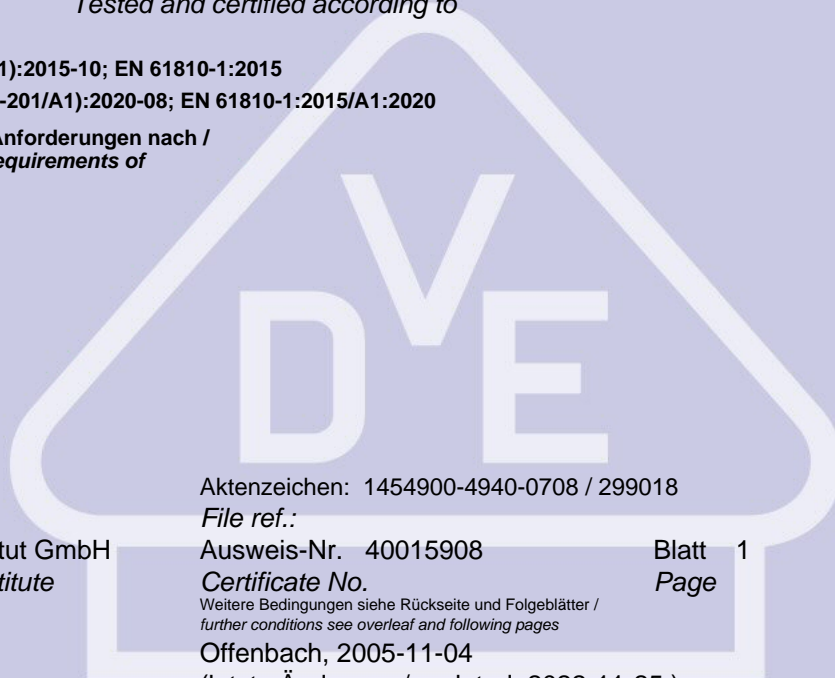 Tested and certified according to
1):2015-10; EN 61810-1:2015
-201/A1):2020-08; EN 61810-1:2015/A1:2020
Anforderungen nach /
equirements of
VDE
Aktenzeichen: 1454900-4940-0708 / 299018
File ref.:
tut GmbH Ausweis-Nr. 40015908 Blatt 1
titute Certificate No. Page
Weitere Bedingungen siehe Rückseite und Folgeblätter /
further conditions see overleaf and following pages
Offenbach, 2005-11-04